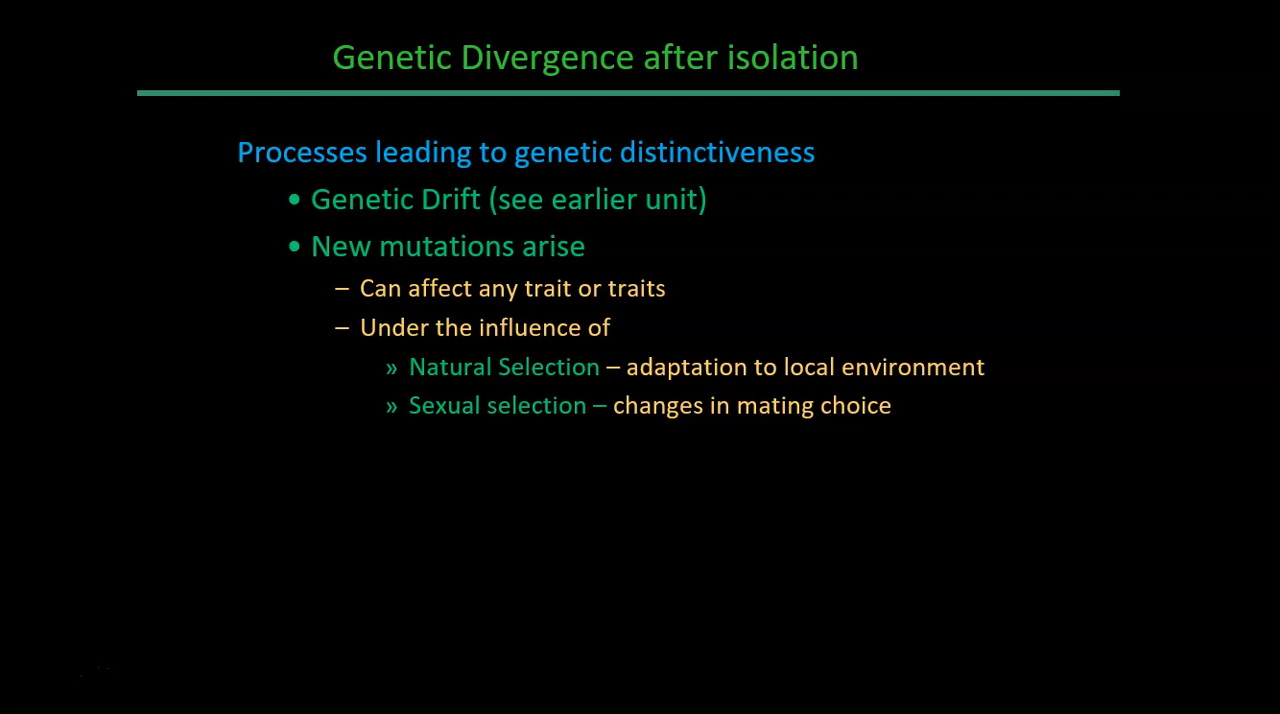 Genetic Divergence after isolation
Processes leading to genetic distinctiveness
• Genetic Drift (see earlier unit)
• New mutations arise
– Can affect any trait or traits
– Under the influence of
» Natural Selection – adaptation to local environment
» Sexual selection – changes in mating choice